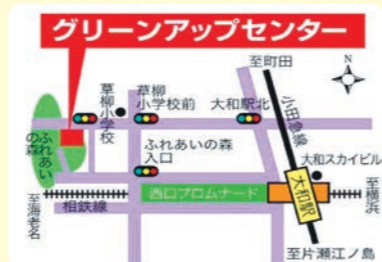 グリーンアップセンター
至町田
N
草柳小学校
草柳
小学校前
大和駅北
小田急線
ふれあい
の森
ふれあいの森
入口
大和スカイビル
西口プロムナード
大和駅
至横浜
至海老名
相鉄線
至片瀬江ノ島